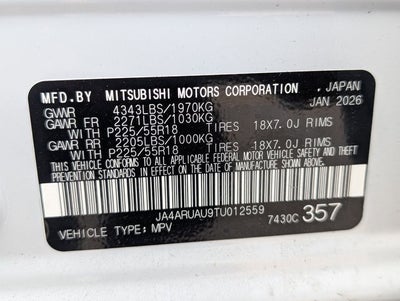 MFD.BY MITSUBISHI MOTORS CORPORATION , JAPAN
GVWR 4343LBS/1970KG JAN 2026
GAWR FR 2271LBS/1030KG
WITH P225/55R18 TIRES 18X7.0J RIMS
GAWR RR 2205LBS/1000KG
WITH P225/55R18 TIRES 18X7.0J RIMS
THIS VEHICLE CONFORMS TO ALL APPLICABLE
FEDERAL MOTOR VEHICLE SAFETY, BUMPER, AND THEFT
PREVENTION STANDARDS IN EFFECT ON THE DATE OF
MANUFACTURE SHOWN ABOVE.
JA4ARUAU9TU012559
VEHICLE TYPE: MPV 7430C 357